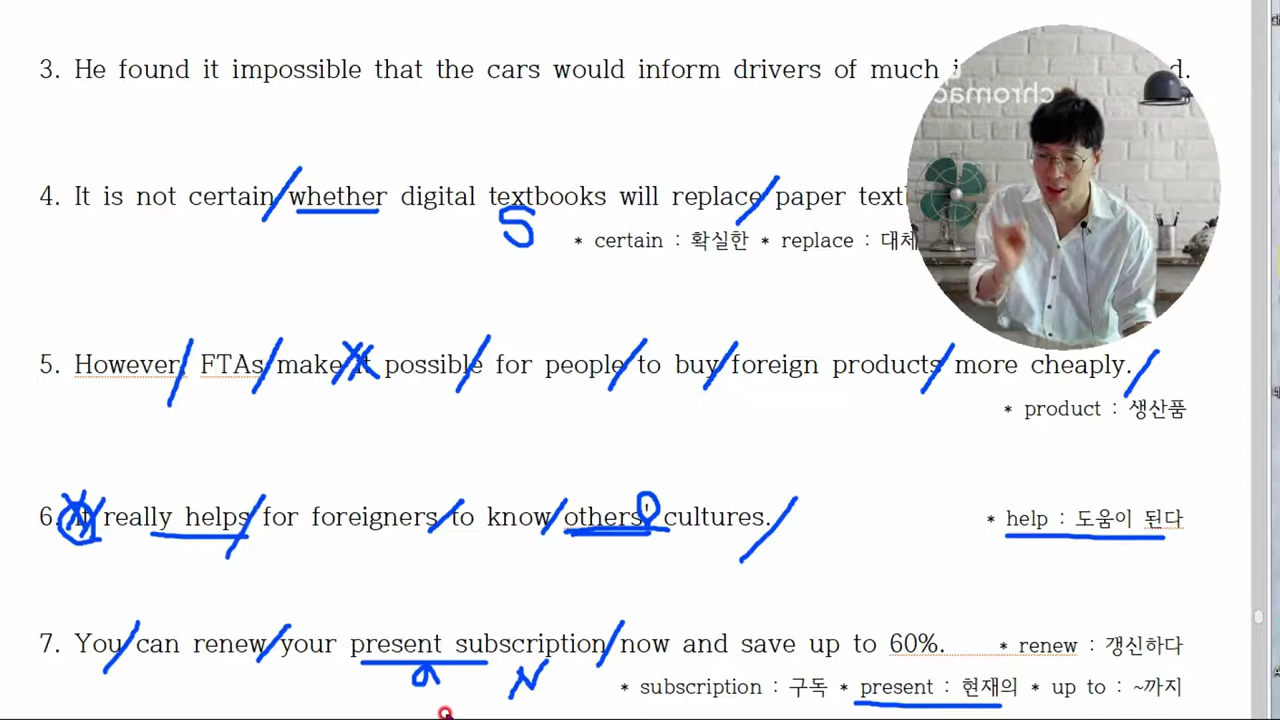 3. He found it impossible that the cars would inform drivers of much
chromac
4. It is not certain whether digital textbooks will replace paper
S
* certain : 확실한 * replace : 대체
5. However, FTAs make it possible for people to buy foreign products more cheaply.
* product : 생산품
6. It really helps for foreigners to know others' cultures.
* help : 도움이 된다
7. You can renew your present subscription now and save up to 60%.
* renew : 갱신하다
a N
* subscription : 구독 * present : 현재의 * up to : ~까지